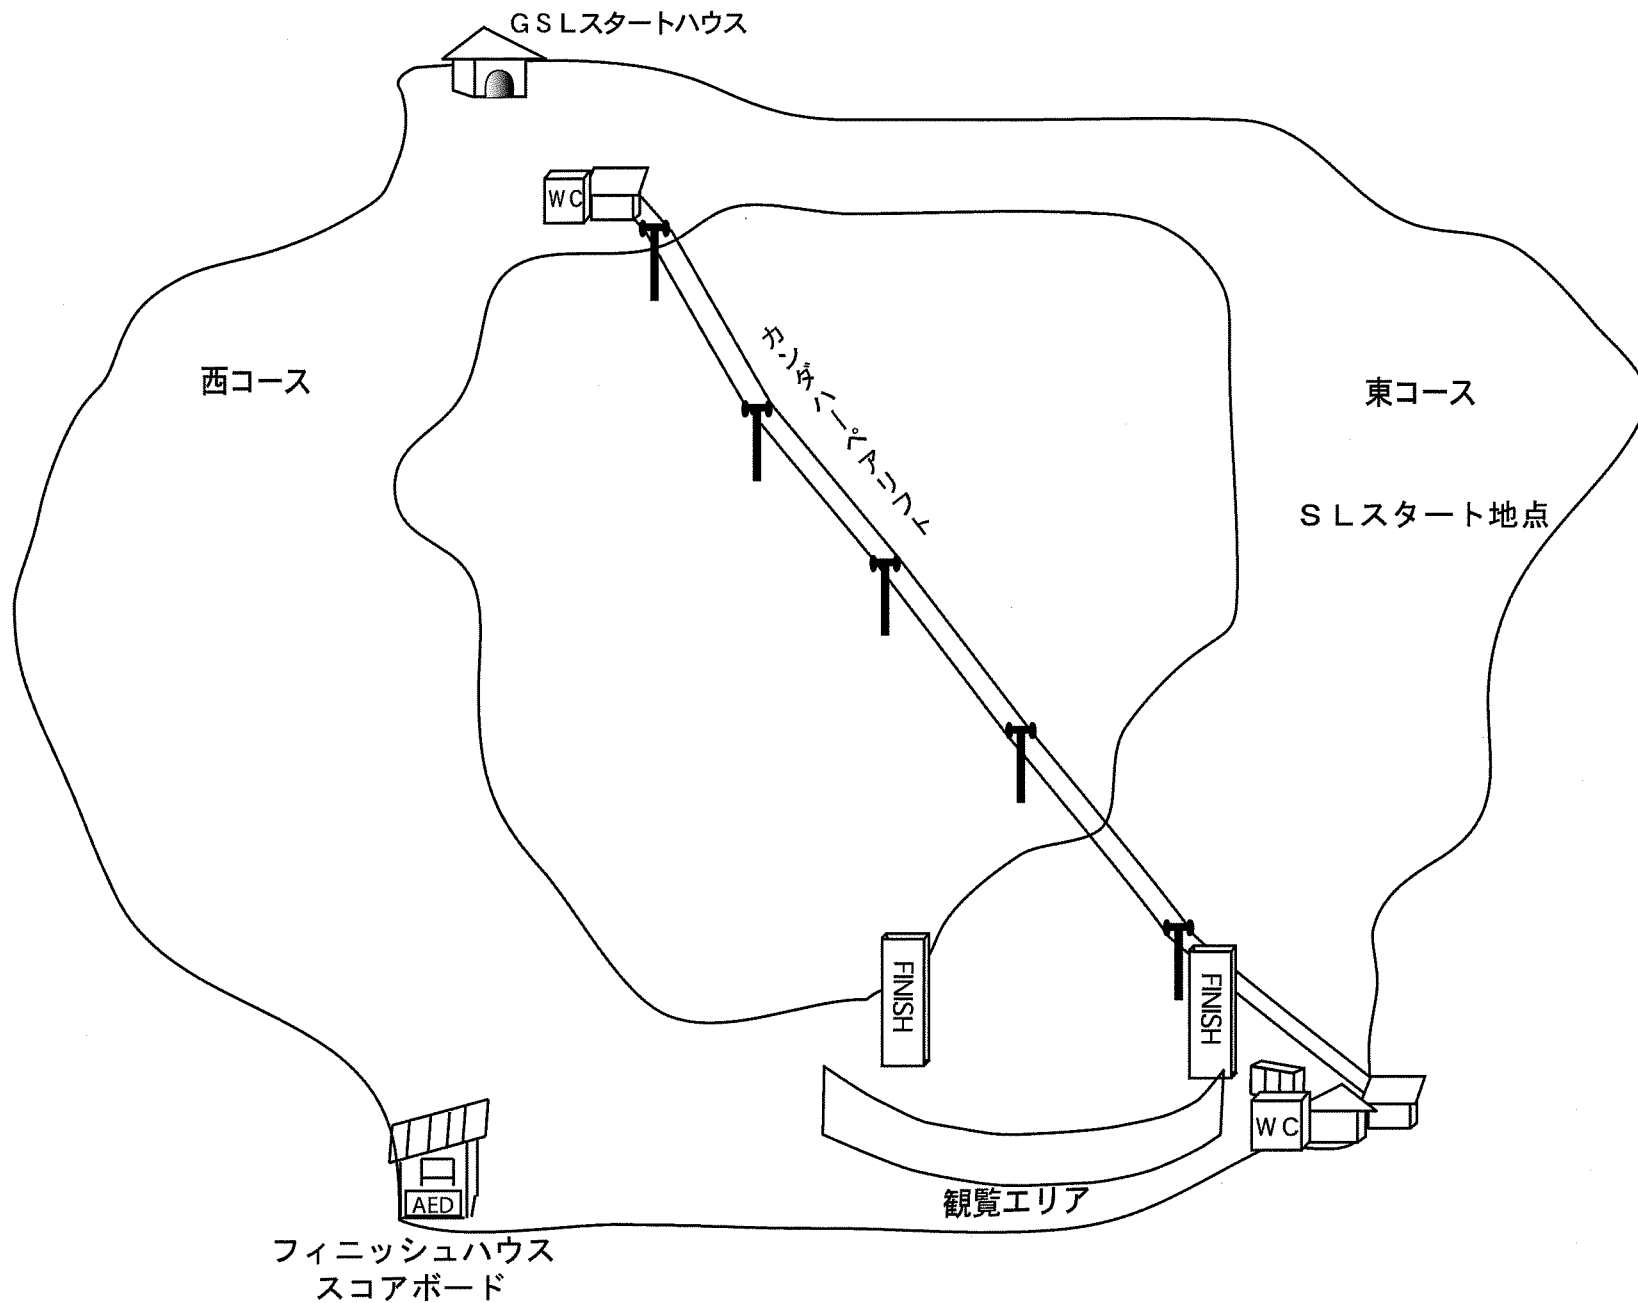 GSLスタートハウス
WC
カンダハーペアリフト
西コース
東コース
SLスタート地点
FINISH
FINISH
WC
AED
観覧エリア
フィニッシュハウス
スコアボード